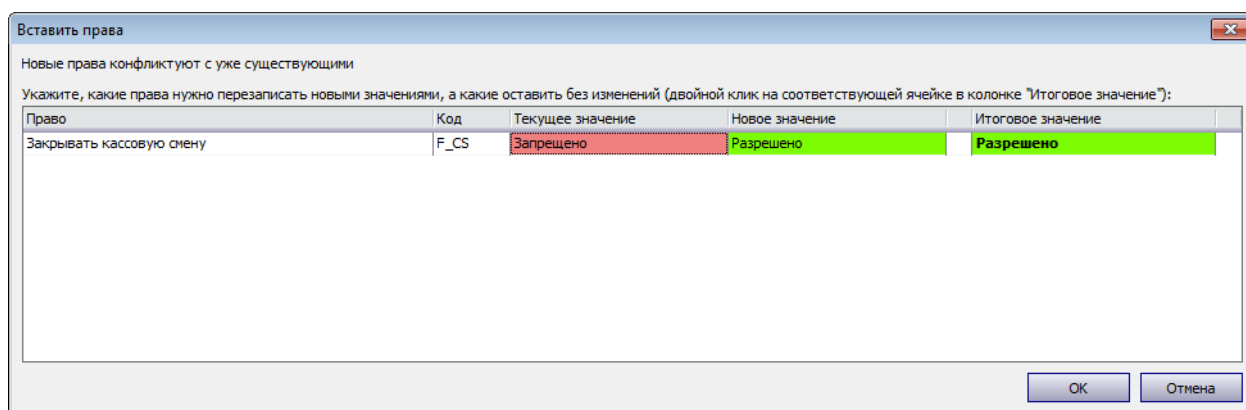 Вставить права
Новые права конфликтуют с уже существующими
Укажите, какие права нужно перезаписать новыми значениями, а какие оставить без изменений (двойной клик на соответствующей ячейке в колонке "Итоговое значение"):
Право Код Текущее значение Новое значение Итоговое значение
Закрывать кассовую смену F_CS Запрещено Разрешено Разрешено
ОК Отмена